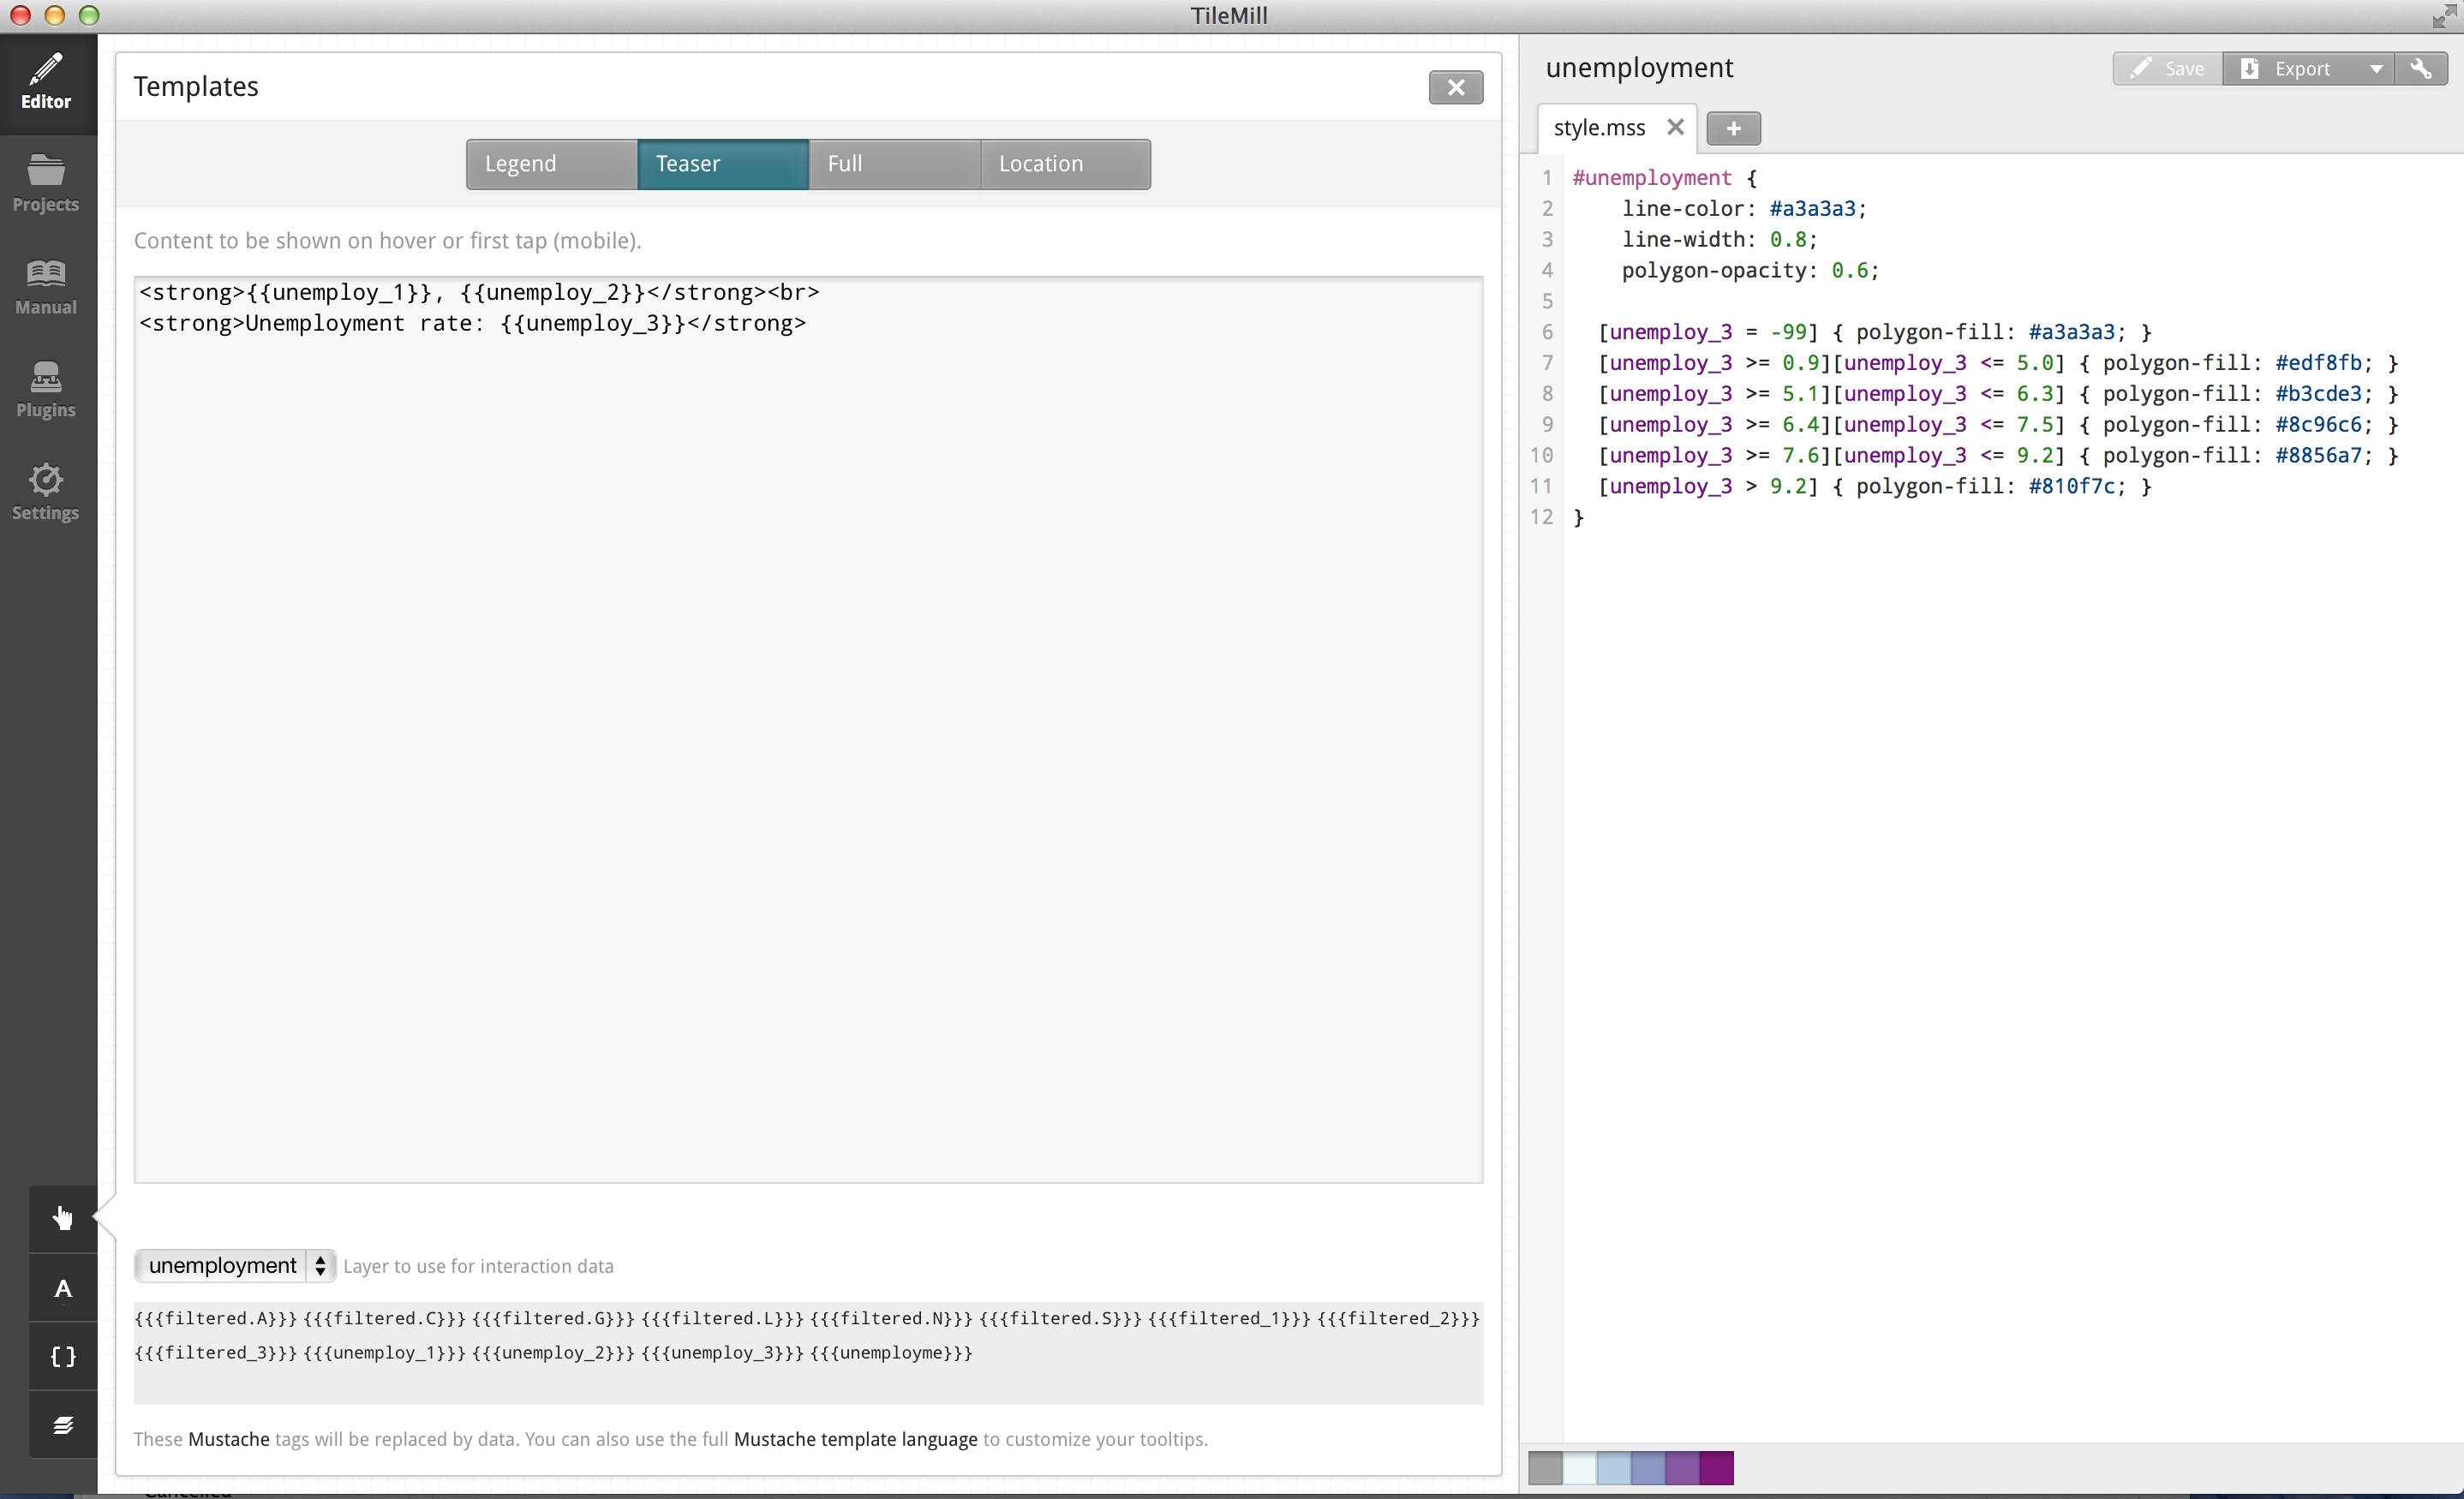 TileMill
Editor
Projects
Manual
Plugins
Settings
A
{}
Templates
Legend Teaser Full Location
Content to be shown on hover or first tap (mobile).
<strong>{{unemploy_1}}, {{unemploy_2}}</strong><br>
<strong>Unemployment rate: {{unemploy_3}}</strong>
unemployment Layer to use for interaction data
{{{filtered.A}}} {{{filtered.C}}} {{{filtered.G}}} {{{filtered.L}}} {{{filtered.N}}} {{{filtered.S}}} {{{filtered_1}}} {{{filtered_2}}}
{{{filtered_3}}} {{{unemploy_1}}} {{{unemploy_2}}} {{{unemploy_3}}} {{{unemployme}}}
These Mustache tags will be replaced by data. You can also use the full Mustache template language to customize your tooltips.
unemployment
Save Export
style.mss
1 #unemployment {
2 line-color: #a3a3a3;
3 line-width: 0.8;
4 polygon-opacity: 0.6;
5
6 [unemploy_3 = -99] { polygon-fill: #a3a3a3; }
7 [unemploy_3 >= 0.9][unemploy_3 <= 5.0] { polygon-fill: #edf8fb; }
8 [unemploy_3 >= 5.1][unemploy_3 <= 6.3] { polygon-fill: #b3cde3; }
9 [unemploy_3 >= 6.4][unemploy_3 <= 7.5] { polygon-fill: #8c96c6; }
10 [unemploy_3 >= 7.6][unemploy_3 <= 9.2] { polygon-fill: #8856a7; }
11 [unemploy_3 > 9.2] { polygon-fill: #810f7c; }
12 }